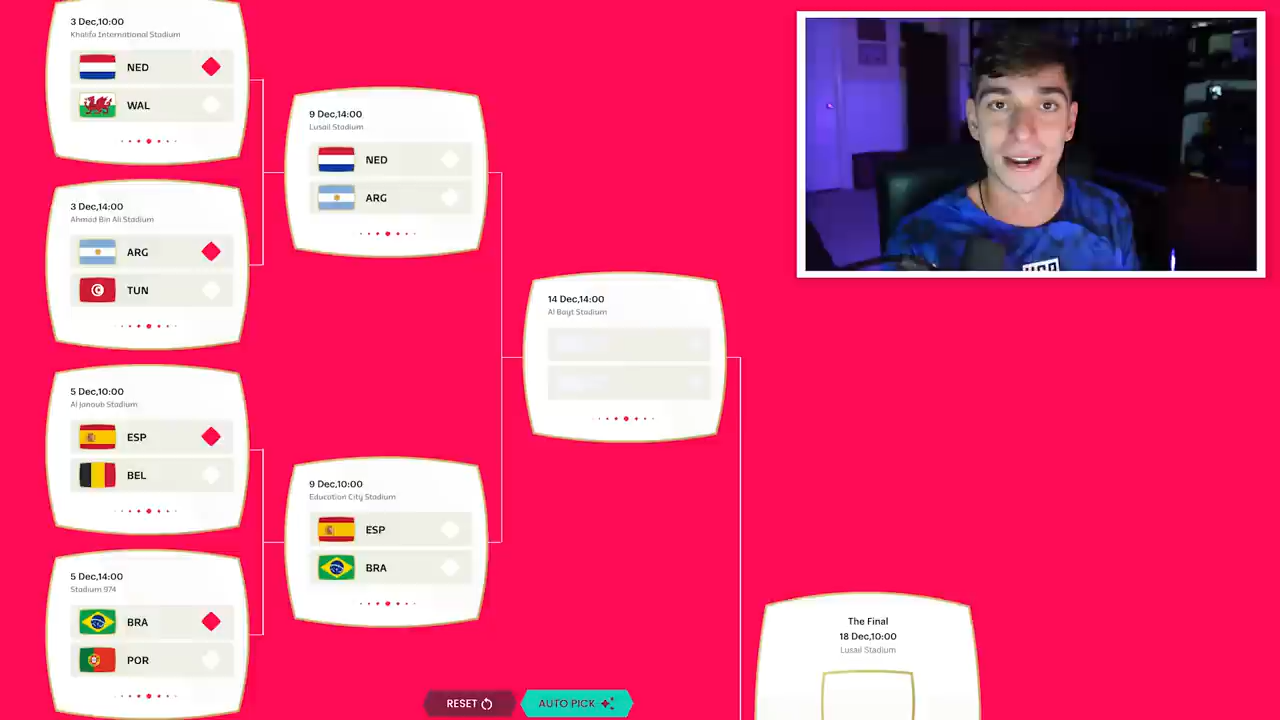 3 Dec,10:00
Khalifa International Stadium
NED
WAL
3 Dec,14:00
Ahmad Bin Ali Stadium
ARG
TUN
5 Dec,10:00
Al Janoub Stadium
ESP
BEL
5 Dec,14:00
Stadium 974
BRA
POR
9 Dec,14:00
Lusail Stadium
NED
ARG
9 Dec,10:00
Education City Stadium
ESP
BRA
14 Dec,14:00
Al Bayt Stadium
The Final
18 Dec,10:00
Lusail Stadium
RESET
AUTO PICK